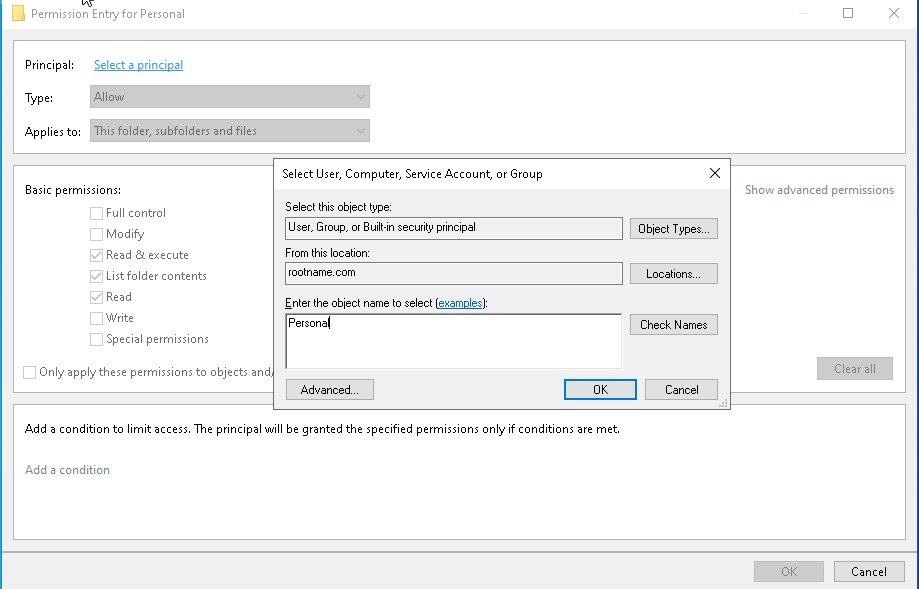 Permission Entry for Personal
Principal: Select a principal
Type: Allow
Applies to: This folder, subfolders and files
Basic permissions:
Show advanced permissions
Full control
Modify
Read & execute
List folder contents
Read
Write
Special permissions
Only apply these permissions to objects and/
Clear all
Select User, Computer, Service Account, or Group
Select this object type:
User, Group, or Built-in security principal
Object Types...
From this location:
rootname.com
Locations...
Enter the object name to select (examples):
Personal
Check Names
Advanced...
OK
Cancel
Add a condition to limit access. The principal will be granted the specified permissions only if conditions are met.
Add a condition
OK
Cancel